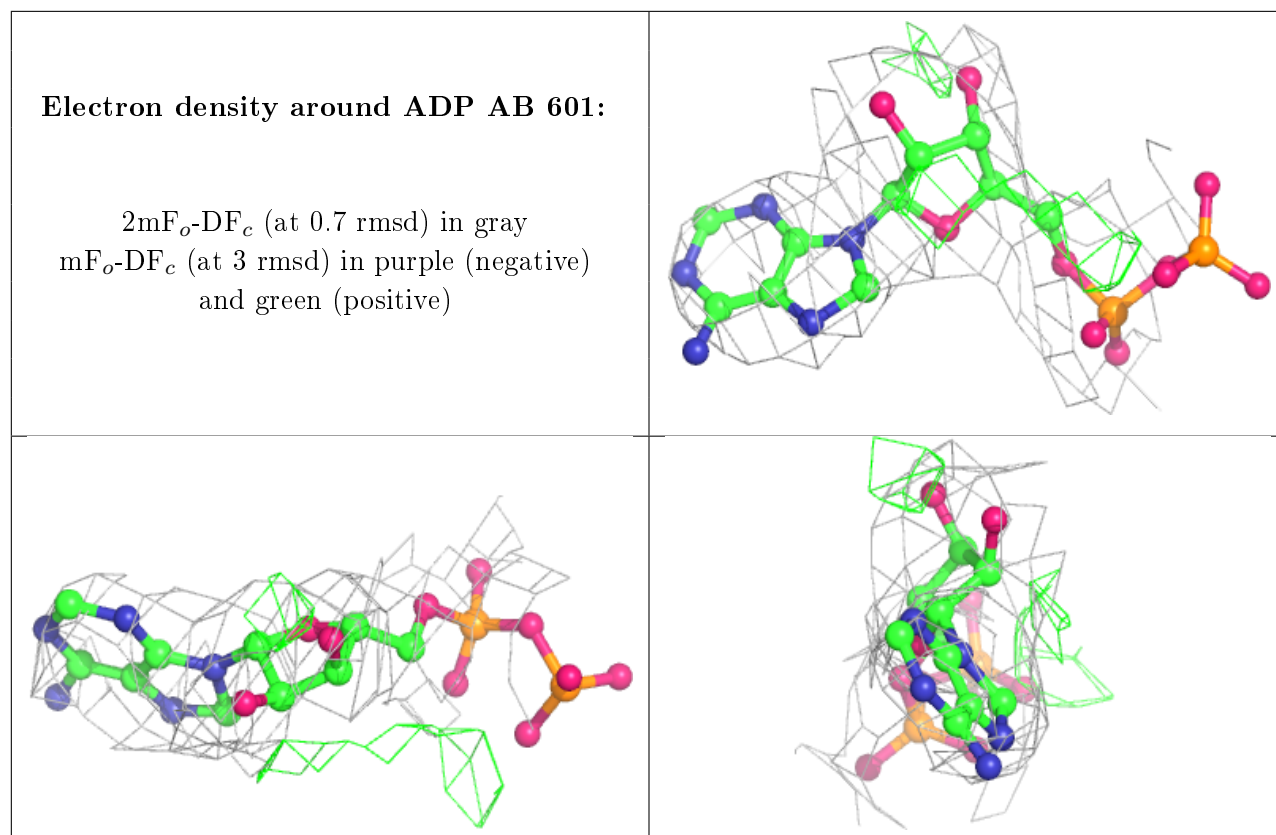 Electron density around ADP AB 601:
2mFₒ-DF𝒸 (at 0.7 rmsd) in gray
mFₒ-DF𝒸 (at 3 rmsd) in purple (negative)
and green (positive)